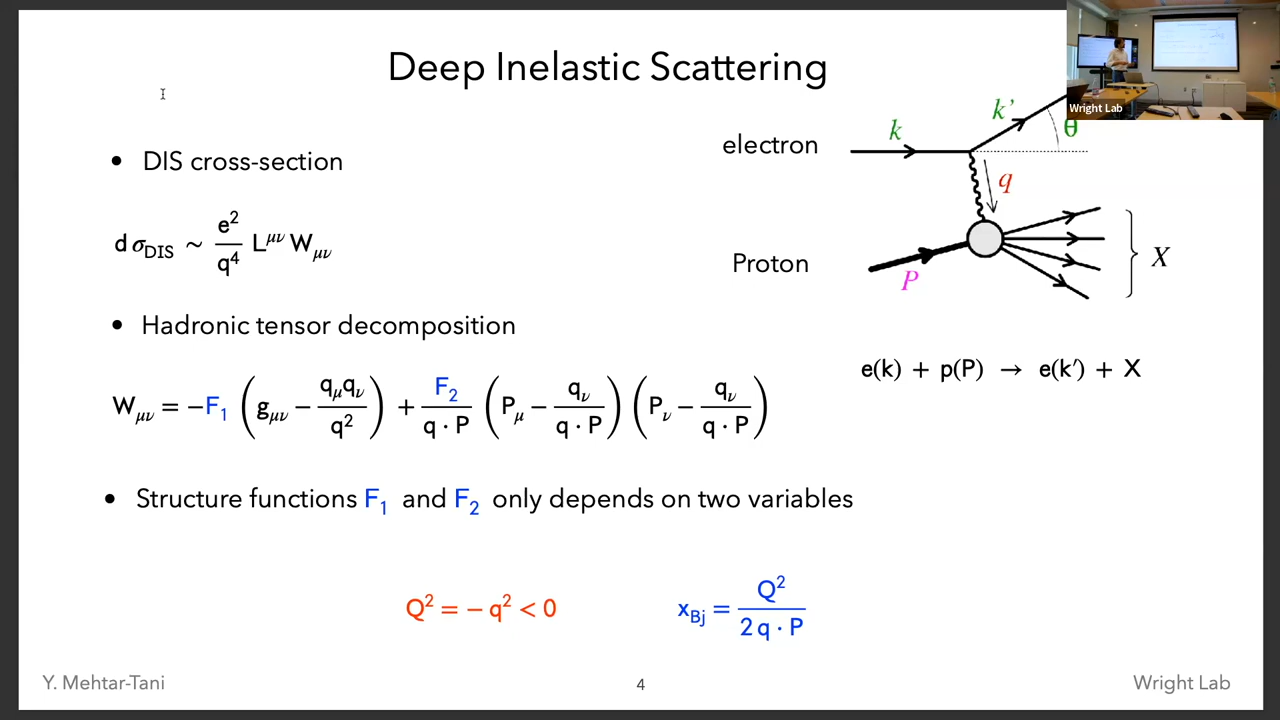 Deep Inelastic Scattering
Wright Lab
• DIS cross-section
dσ_DIS ∼ e²/q⁴ L^μν W_μν
electron
k
k’
θ
q
Proton
P
X
e(k) + p(P) → e(k′) + X
• Hadronic tensor decomposition
W_μν = −F₁ (g_μν − q_μq_ν/q²) + F₂/(q · P) (P_μ − q_ν/(q · P)) (P_ν − q_ν/(q · P))
• Structure functions F₁ and F₂ only depends on two variables
Q² = − q² < 0
x_Bj = Q²/(2 q · P)
Y. Mehtar-Tani
4
Wright Lab